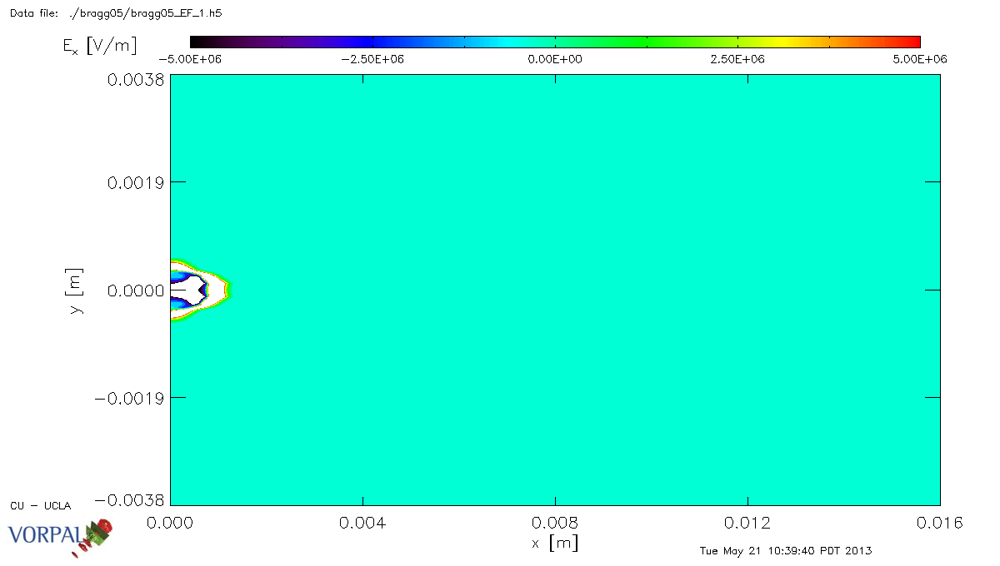 Data file: ./bragg05/bragg05_EF_1.h5
Ex [V/m]
−5.00E+06 −2.50E+06 0.00E+00 2.50E+06 5.00E+06
0.0038
0.0019
0.0000
−0.0019
−0.0038
y [m]
0.000 0.004 0.008 0.012 0.016
x [m]
CU − UCLA
VORPAL
Tue May 21 10:39:40 PDT 2013